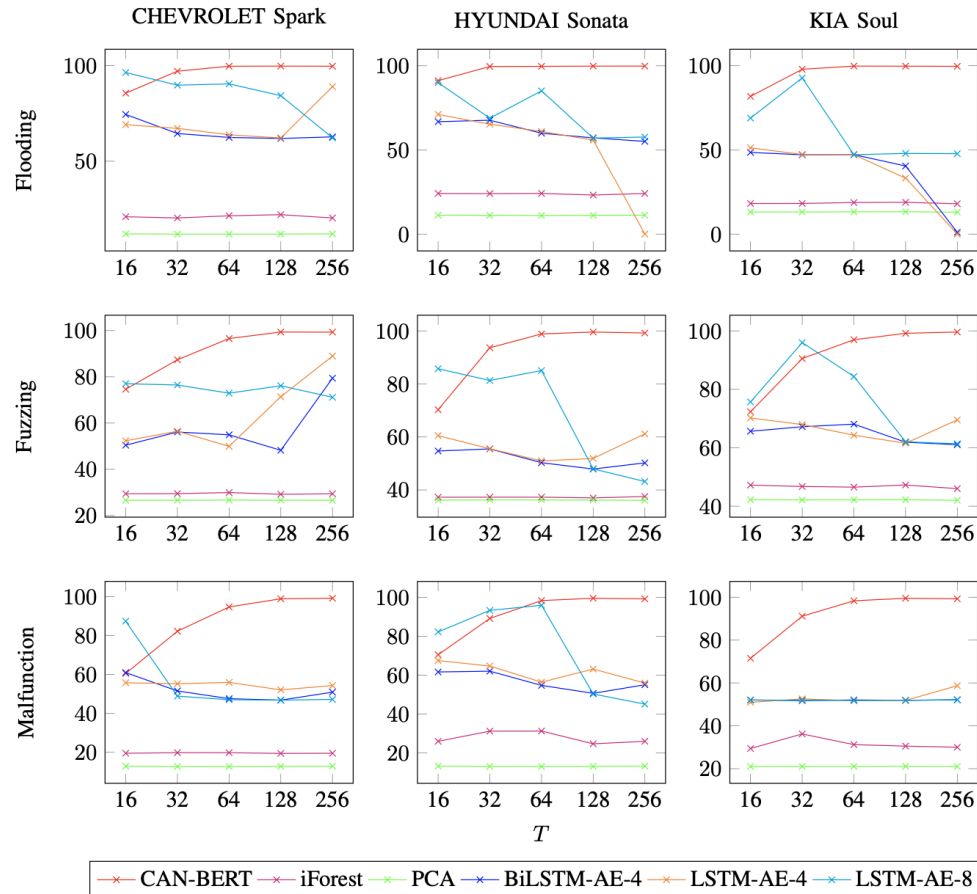 CHEVROLET Spark HYUNDAI Sonata KIA Soul
Flooding
100
50
16 32 64 128 256
100
50
0
16 32 64 128 256
100
50
0
16 32 64 128 256
Fuzzing
100
80
60
40
20
16 32 64 128 256
100
80
60
40
16 32 64 128 256
100
80
60
40
16 32 64 128 256
Malfunction
100
80
60
40
20
16 32 64 128 256
100
80
60
40
20
16 32 64 128 256
100
80
60
40
20
16 32 64 128 256
T
CAN-BERT iForest PCA BiLSTM-AE-4 LSTM-AE-4 LSTM-AE-8